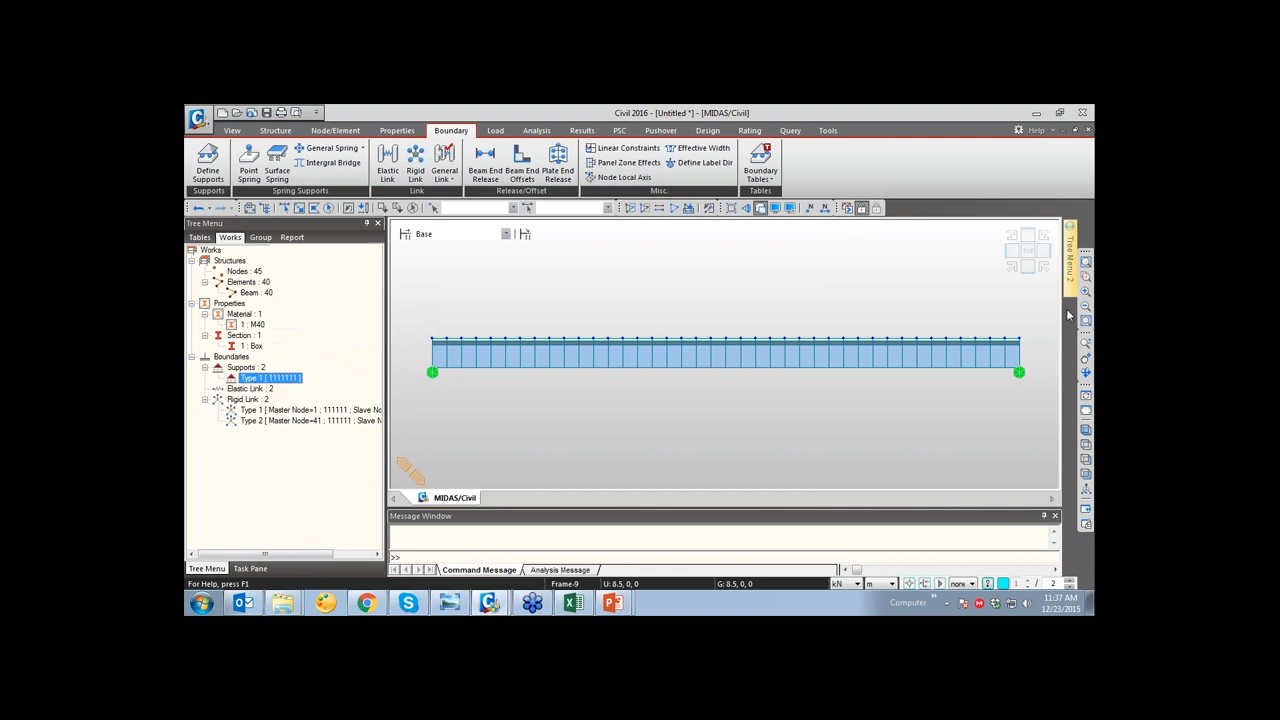 Civil 2016 - [Untitled *] - [MIDAS/Civil]
View Structure Node/Element Properties Boundary Load Analysis Results PSC Pushover Design Rating Query Tools Help
Define Supports
Point Spring
Surface Spring
General Spring
Intergral Bridge
Elastic Link
Rigid Link
General Link
Beam End Release
Beam End Offsets
Plate End Release
Linear Constraints
Effective Width
Panel Zone Effects
Define Label Dir
Node Local Axis
Boundary Tables
Supports Spring Supports Link Release/Offset Misc. Tables
Tree Menu
Tables Works Group Report
Works
Structures
Nodes : 45
Elements : 40
Beam : 40
Properties
Material : 1
1 : M40
Section : 1
1 : Box
Boundaries
Supports : 2
Type 1 [ 1111111 ]
Elastic Link : 2
Rigid Link : 2
Type 1 [ Master Node=1 ; 111111 ; Slave No
Type 2 [ Master Node=41 ; 111111 ; Slave N
Tree Menu Task Pane
Base
Tree Menu 2
MIDAS/Civil
Message Window
>>
Command Message Analysis Message
For Help, press F1
Frame-9
U: 8.5, 0, 0
G: 8.5, 0, 0
kN m non 1 / 2
Computer
11:37 AM
12/23/2015